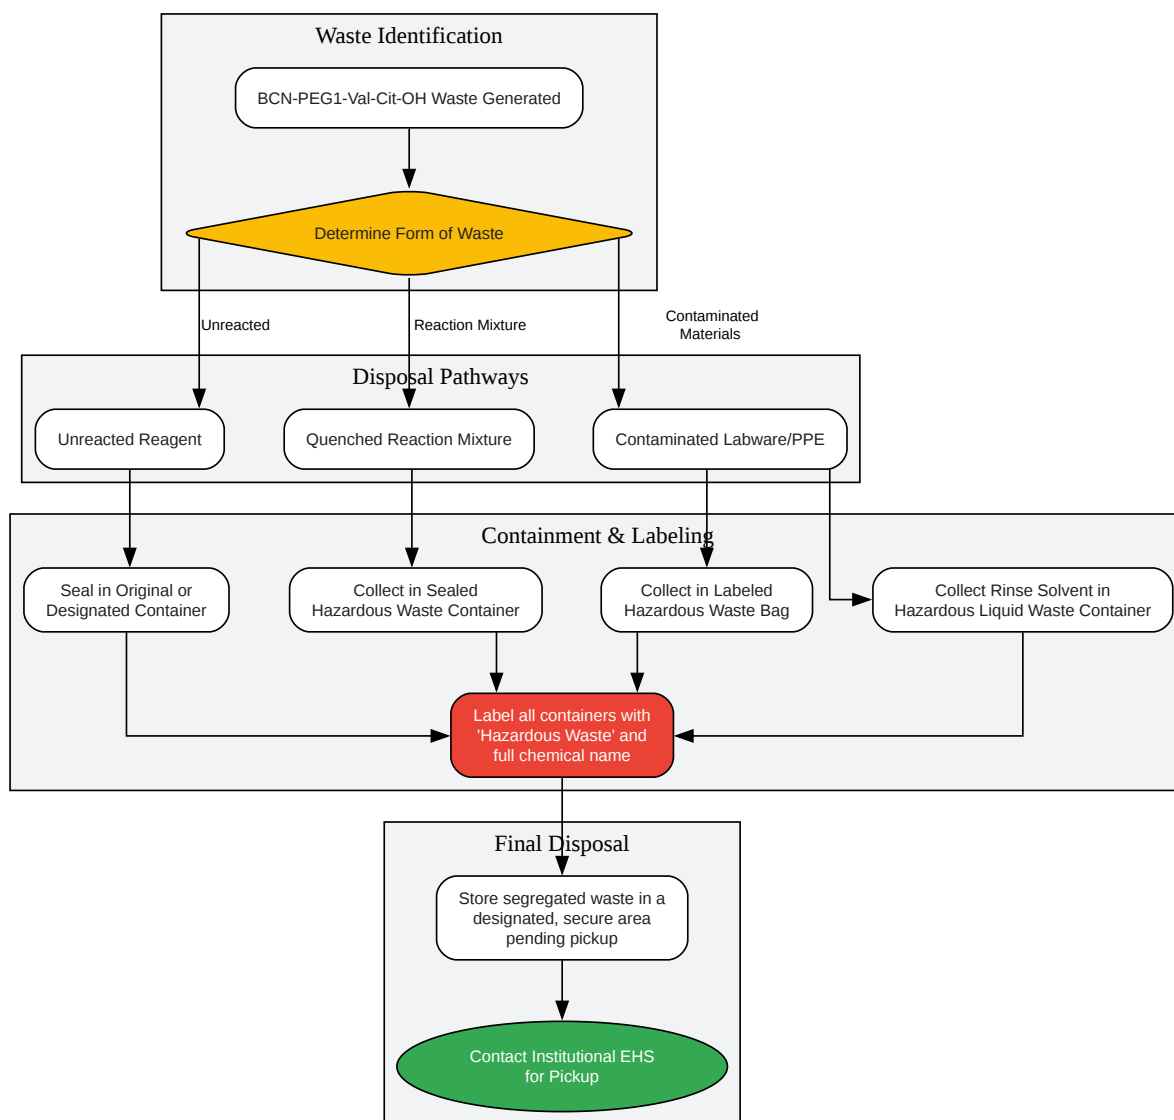 Waste Identification
BCN-PEG1-Val-Cit-OH Waste Generated
Determine Form of Waste
Unreacted
Reaction Mixture
Contaminated
Materials
Disposal Pathways
Unreacted Reagent
Quenched Reaction Mixture
Contaminated Labware/PPE
Containment & Labeling
Seal in Original or
Designated Container
Collect in Sealed
Hazardous Waste Container
Collect in Labeled
Hazardous Waste Bag
Collect Rinse Solvent in
Hazardous Liquid Waste Container
Label all containers with
'Hazardous Waste' and
full chemical name
Final Disposal
Store segregated waste in a
designated, secure area
pending pickup
Contact Institutional EHS
for Pickup